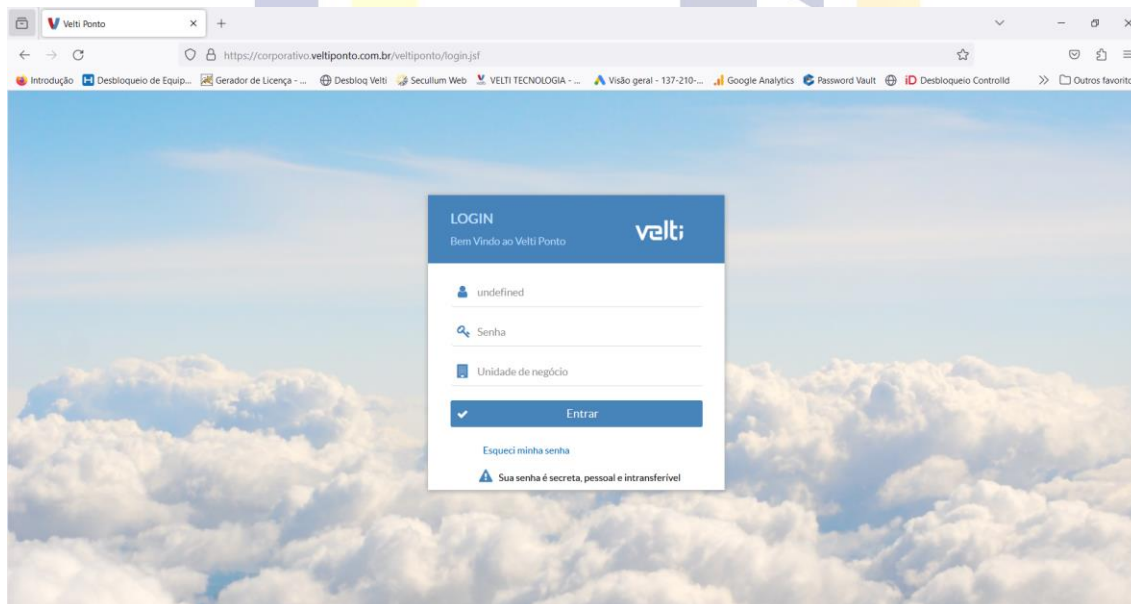 Velti Ponto
https://corporativo.veltiponto.com.br/veltiponto/login.jsf
Introdução Desbloqueio de Equip... Gerador de Licença - ... Desbloq Velti Secullum Web VELTI TECNOLOGIA - ... Visão geral - 137-210-... Google Analytics Password Vault Desbloqueio ControlId Outros favorito
LOGIN
velti
Bem Vindo ao Velti Ponto
undefined
Senha
Unidade de negócio
Entrar
Esqueci minha senha
Sua senha é secreta, pessoal e intransferível